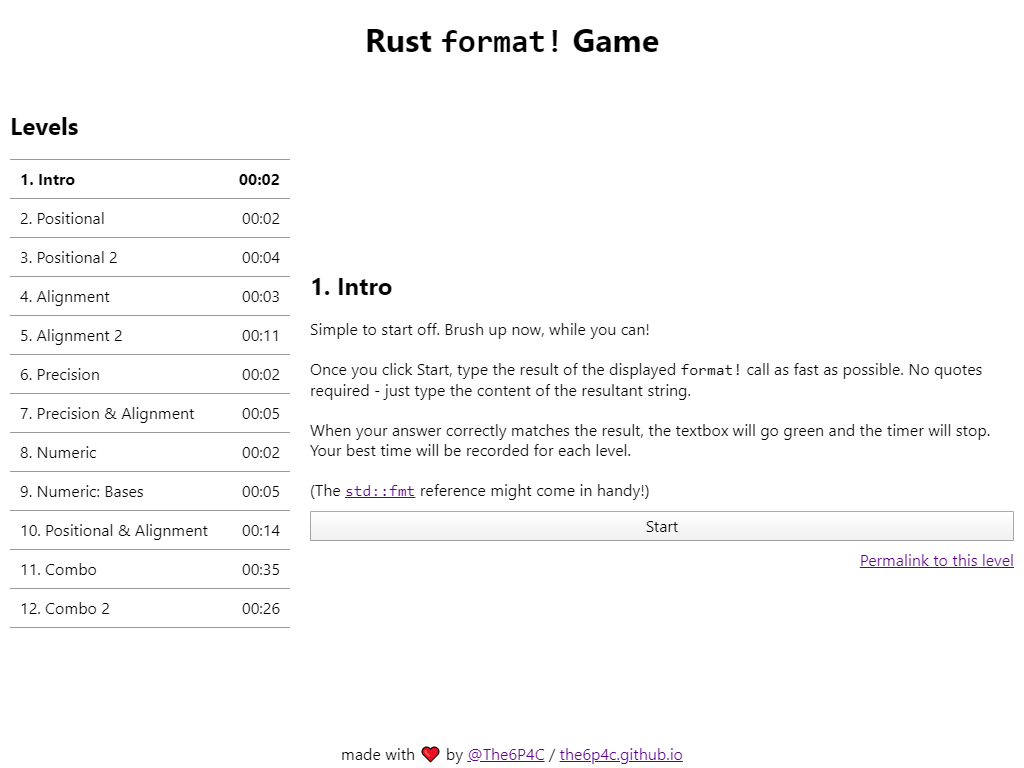 Rust format! Game
Levels
1. Intro 00:02
2. Positional 00:02
3. Positional 2 00:04
4. Alignment 00:03
5. Alignment 2 00:11
6. Precision 00:02
7. Precision & Alignment 00:05
8. Numeric 00:02
9. Numeric: Bases 00:05
10. Positional & Alignment 00:14
11. Combo 00:35
12. Combo 2 00:26
1. Intro
Simple to start off. Brush up now, while you can!
Once you click Start, type the result of the displayed format! call as fast as possible. No quotes
required - just type the content of the resultant string.
When your answer correctly matches the result, the textbox will go green and the timer will stop.
Your best time will be recorded for each level.
(The std::fmt reference might come in handy!)
Start
Permalink to this level
made with ❤ by @The6P4C / the6p4c.github.io